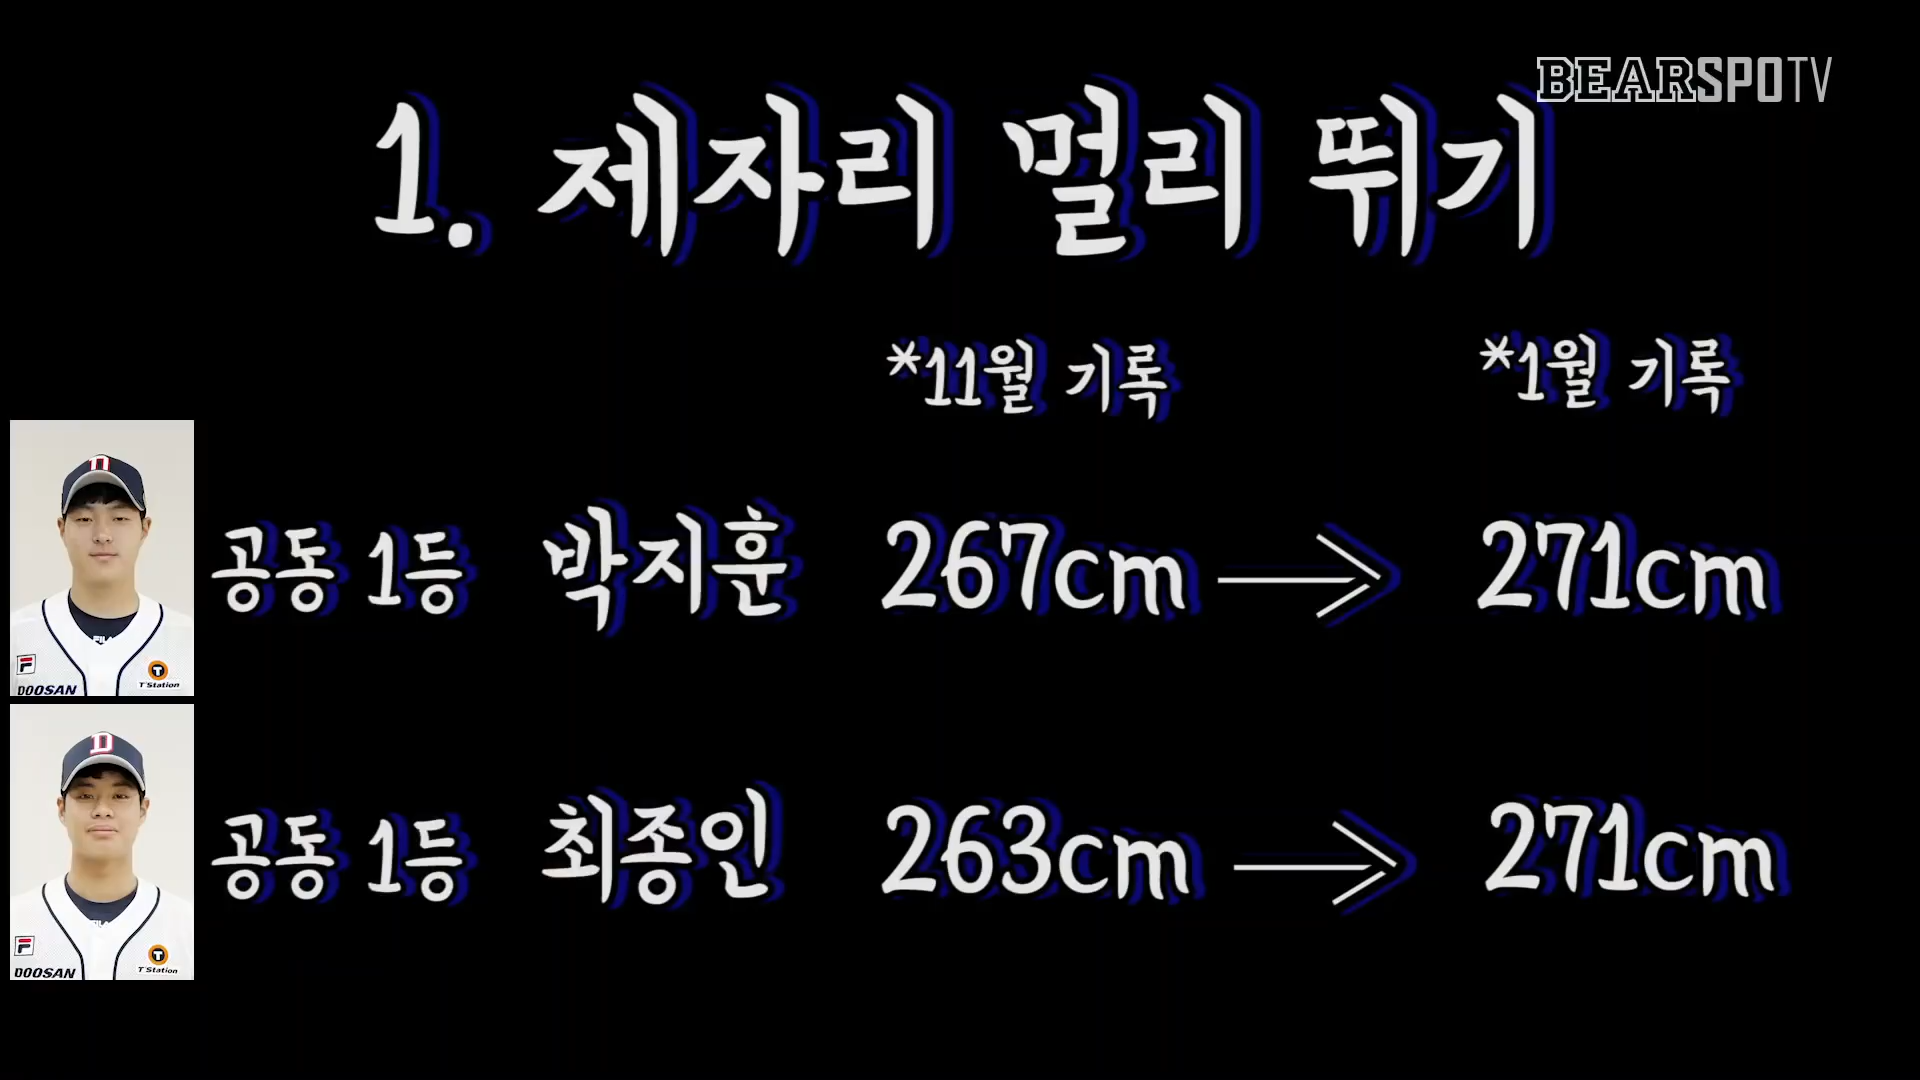 BEARSPOTV
1. 제자리 멀리 뛰기
*11월 기록 *1월 기록
공동 1등 박지훈 267cm → 271cm
DOOSAN T'Station
공동 1등 최종인 263cm → 271cm
DOOSAN T'Station